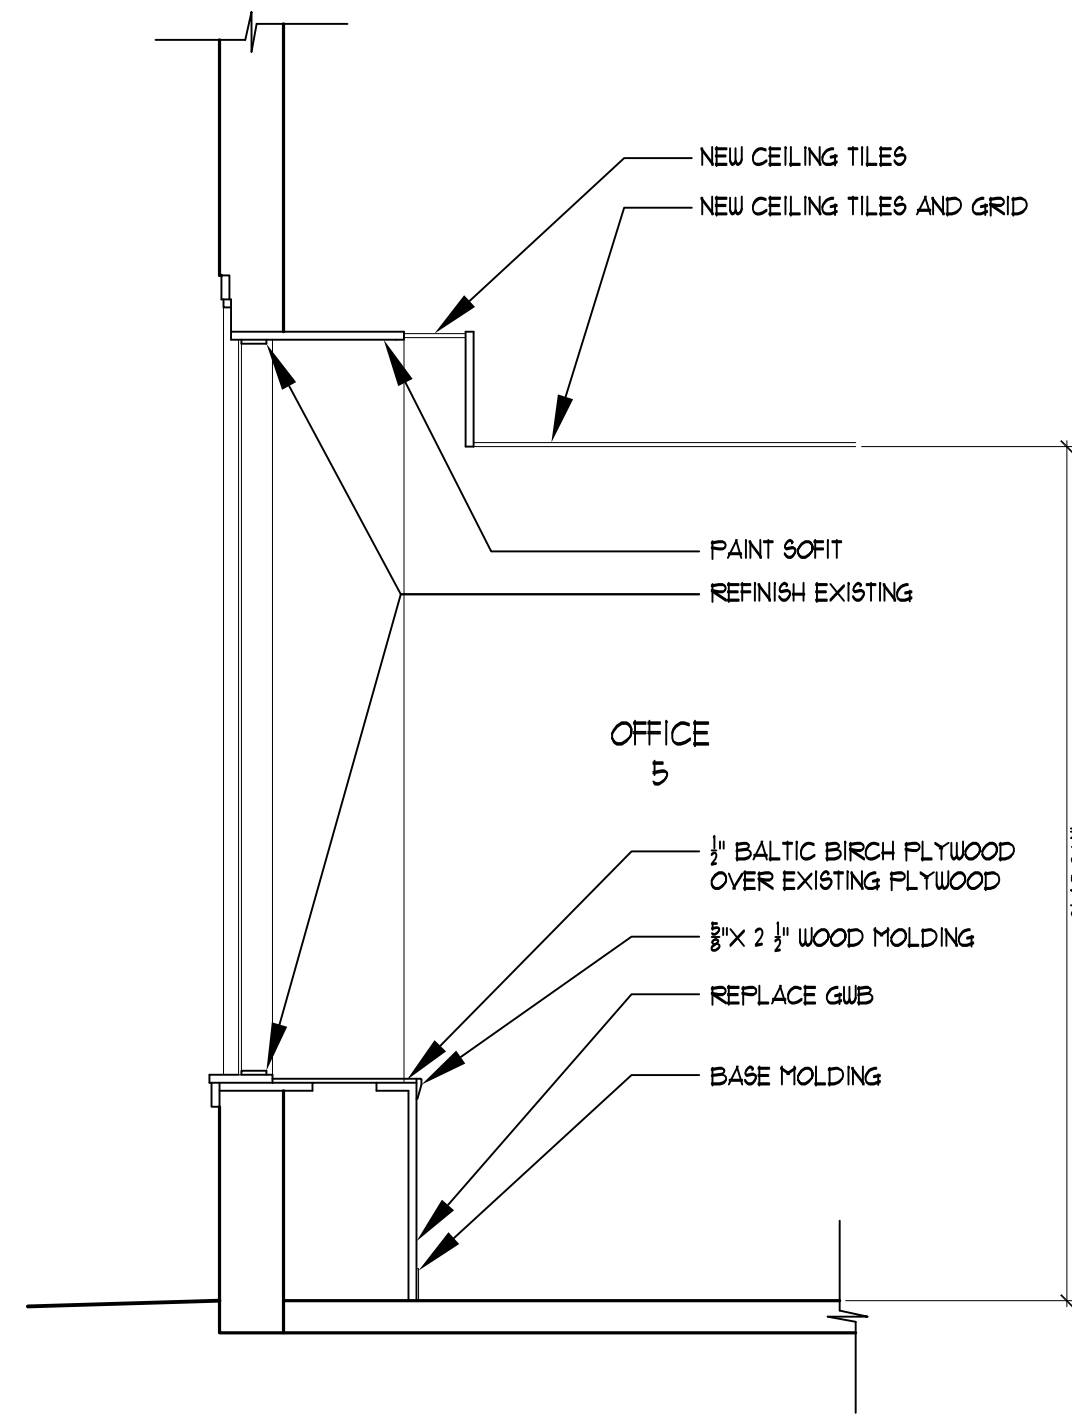 NEW CEILING TILES
NEW CEILING TILES AND GRID
PAINT SOFIT
REFINISH EXISTING
OFFICE
5
½" BALTIC BIRCH PLYWOOD
OVER EXISTING PLYWOOD
⅝"X 2 ½" WOOD MOLDING
REPLACE GWB
BASE MOLDING